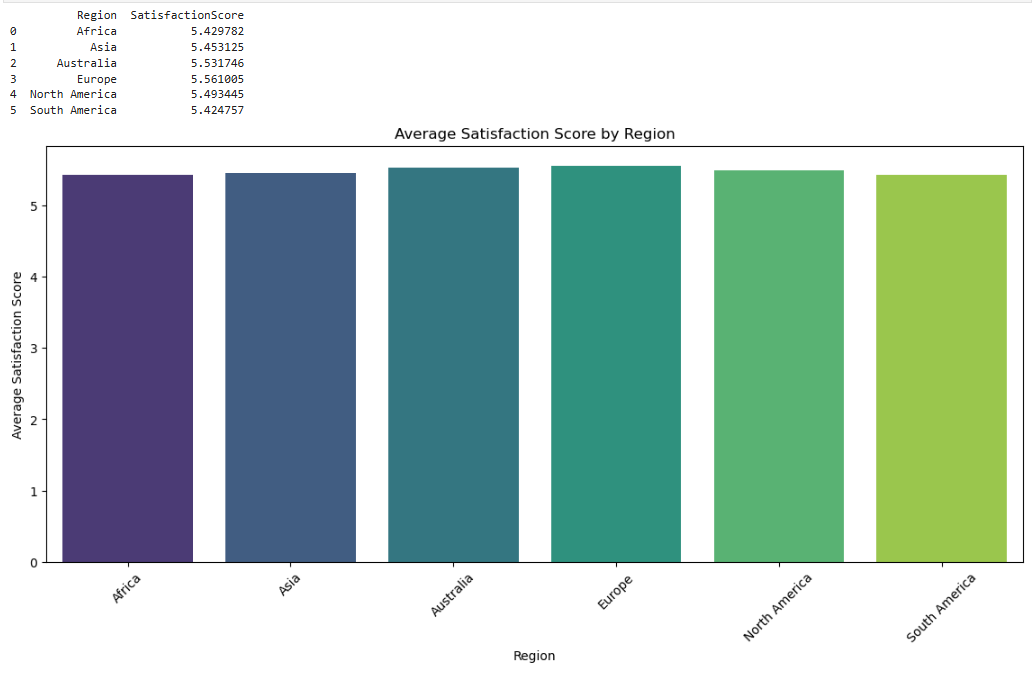 Region SatisfactionScore
0 Africa 5.429782
1 Asia 5.453125
2 Australia 5.531746
3 Europe 5.561005
4 North America 5.493445
5 South America 5.424757
Average Satisfaction Score by Region
Average Satisfaction Score
5
4
3
2
1
0
Africa
Asia
Australia
Europe
North America
South America
Region